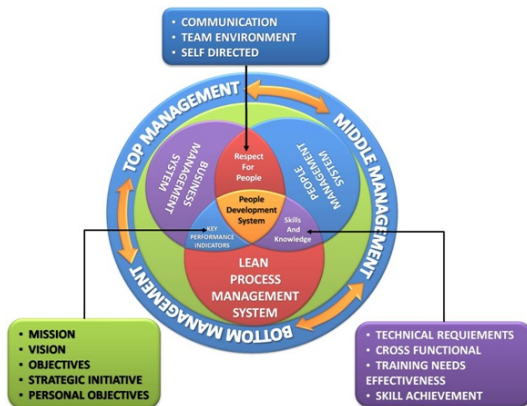 • COMMUNICATION
• TEAM ENVIRONMENT
• SELF DIRECTED
TOP MANAGEMENT
MIDDLE MANAGEMENT
BUSINESS
MANAGEMENT
SYSTEM
Respect
For
People
PEOPLE
MANAGEMENT
SYSTEM
People
Development
System
KEY
PERFORMANCE
INDICATORS
Skills
And
Knowledge
LEAN
PROCESS
MANAGEMENT
SYSTEM
BOTTOM MANAGEMENT
• MISSION
• VISION
• OBJECTIVES
• STRATEGIC INITIATIVE
• PERSONAL OBJECTIVES
• TECHNICAL REQUIEMENTS
• CROSS FUNCTIONAL
• TRAINING NEEDS
EFFECTIVENESS
• SKILL ACHIEVEMENT